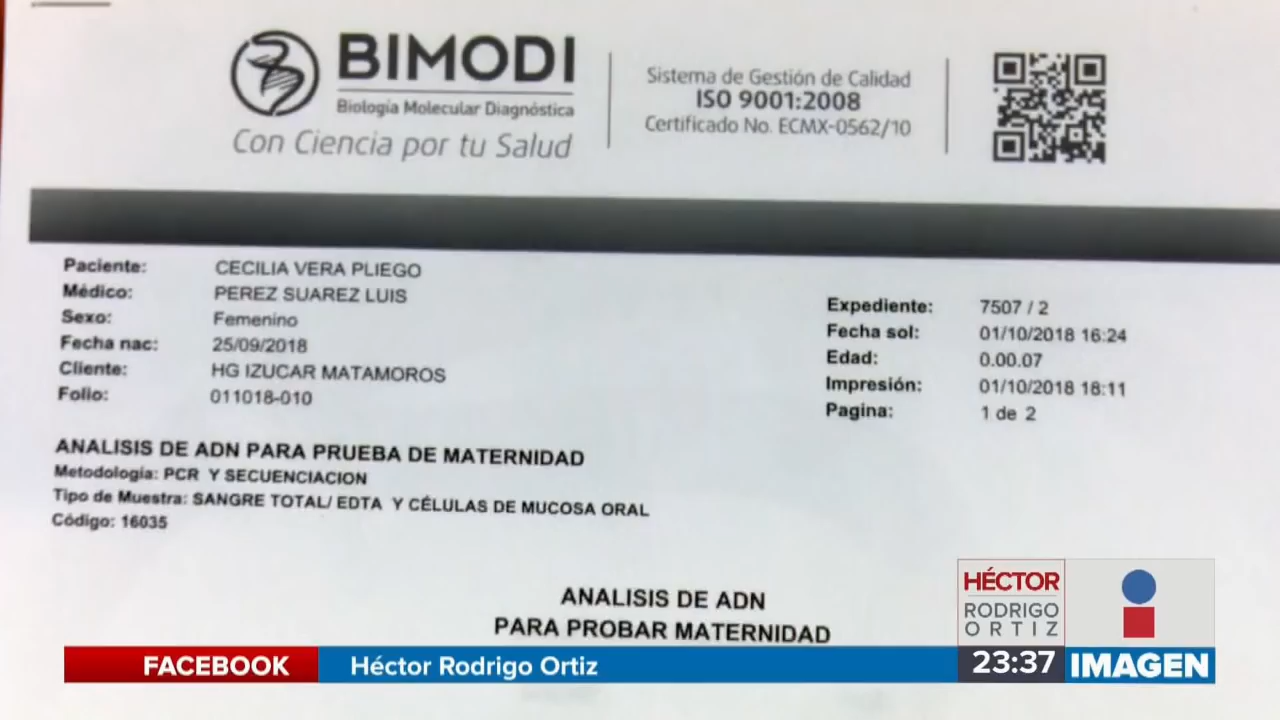 BIMODI
Biología Molecular Diagnóstica
Con Ciencia por tu Salud
Sistema de Gestión de Calidad
ISO 9001:2008
Certificado No. ECMX-0562/10
Paciente: CECILIA VERA PLIEGO
Médico: PEREZ SUAREZ LUIS
Sexo: Femenino
Fecha nac: 25/09/2018
Cliente: HG IZUCAR MATAMOROS
Folio: 011018-010
Expediente: 7507 / 2
Fecha sol: 01/10/2018 16:24
Edad: 0.00.07
Impresión: 01/10/2018 18:11
Pagina: 1 de 2
ANALISIS DE ADN PARA PRUEBA DE MATERNIDAD
Metodología: PCR Y SECUENCIACION
Tipo de Muestra: SANGRE TOTAL/ EDTA Y CÉLULAS DE MUCOSA ORAL
Código: 16035
ANALISIS DE ADN
PARA PROBAR MATERNIDAD
HÉCTOR
RODRIGO
ORTIZ
FACEBOOK
Héctor Rodrigo Ortiz
23:37
IMAGEN